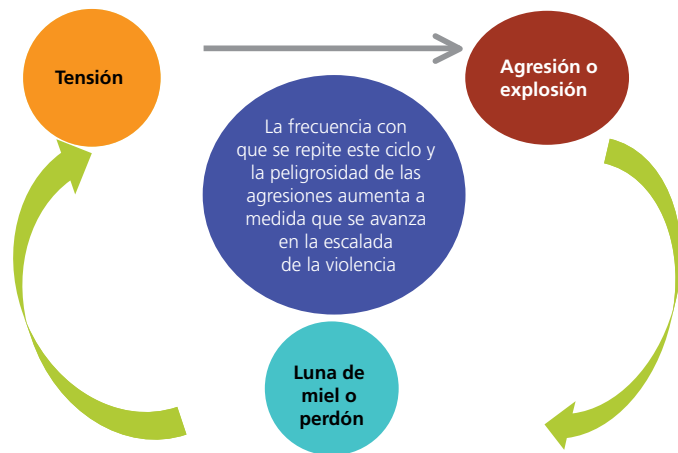 Tensión
Agresión o
explosión
La frecuencia con
que se repite este ciclo y
la peligrosidad de las
agresiones aumenta a
medida que se avanza
en la escalada
de la violencia
Luna de
miel o
perdón